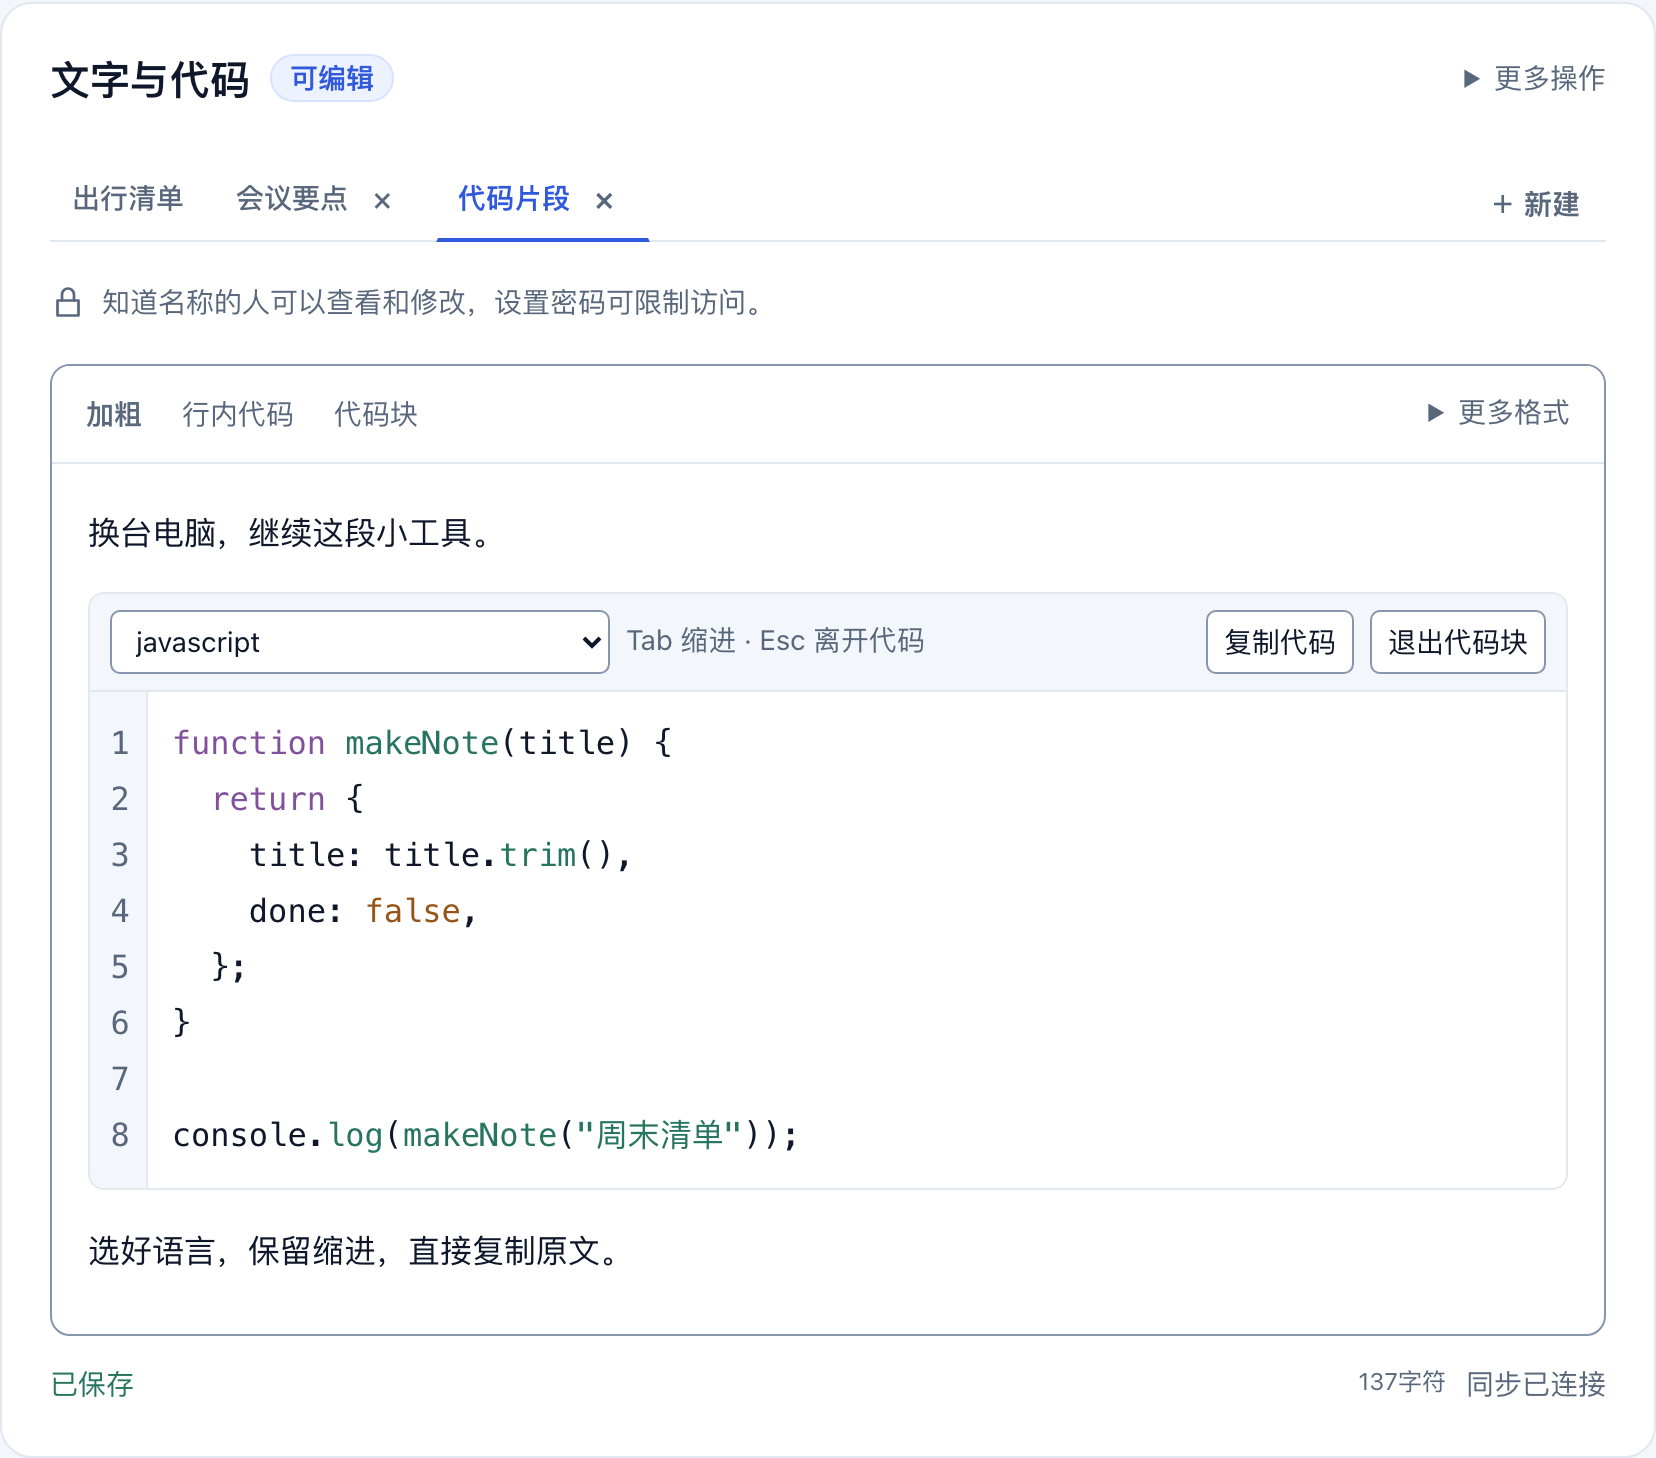 文字与代码 可编辑 ▶ 更多操作
出行清单 会议要点 × 代码片段 × + 新建
知道名称的人可以查看和修改，设置密码可限制访问。
加粗 行内代码 代码块 ▶ 更多格式
换台电脑，继续这段小工具。
javascript Tab 缩进 · Esc 离开代码 复制代码 退出代码块
1 function makeNote(title) {
2   return {
3     title: title.trim(),
4     done: false,
5   };
6 }
7
8 console.log(makeNote("周末清单"));
选好语言，保留缩进，直接复制原文。
已保存 137字符 同步已连接